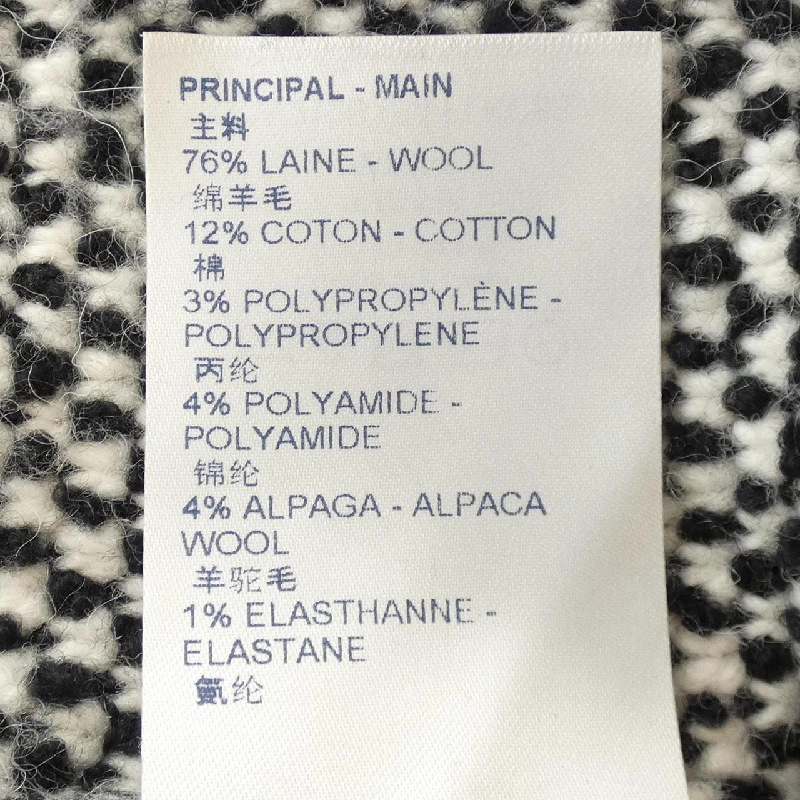 PRINCIPAL - MAIN
主料
76% LAINE - WOOL
绵羊毛
12% COTON - COTTON
棉
3% POLYPROPYLÈNE -
POLYPROPYLENE
丙纶
4% POLYAMIDE -
POLYAMIDE
锦纶
4% ALPAGA - ALPACA
WOOL
羊驼毛
1% ELASTHANNE -
ELASTANE
氨纶